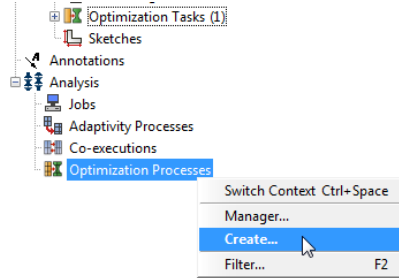 Optimization Tasks (1)
Sketches
Annotations
Analysis
Jobs
Adaptivity Processes
Co-executions
Optimization Processes
Switch Context Ctrl+Space
Manager...
Create...
Filter... F2